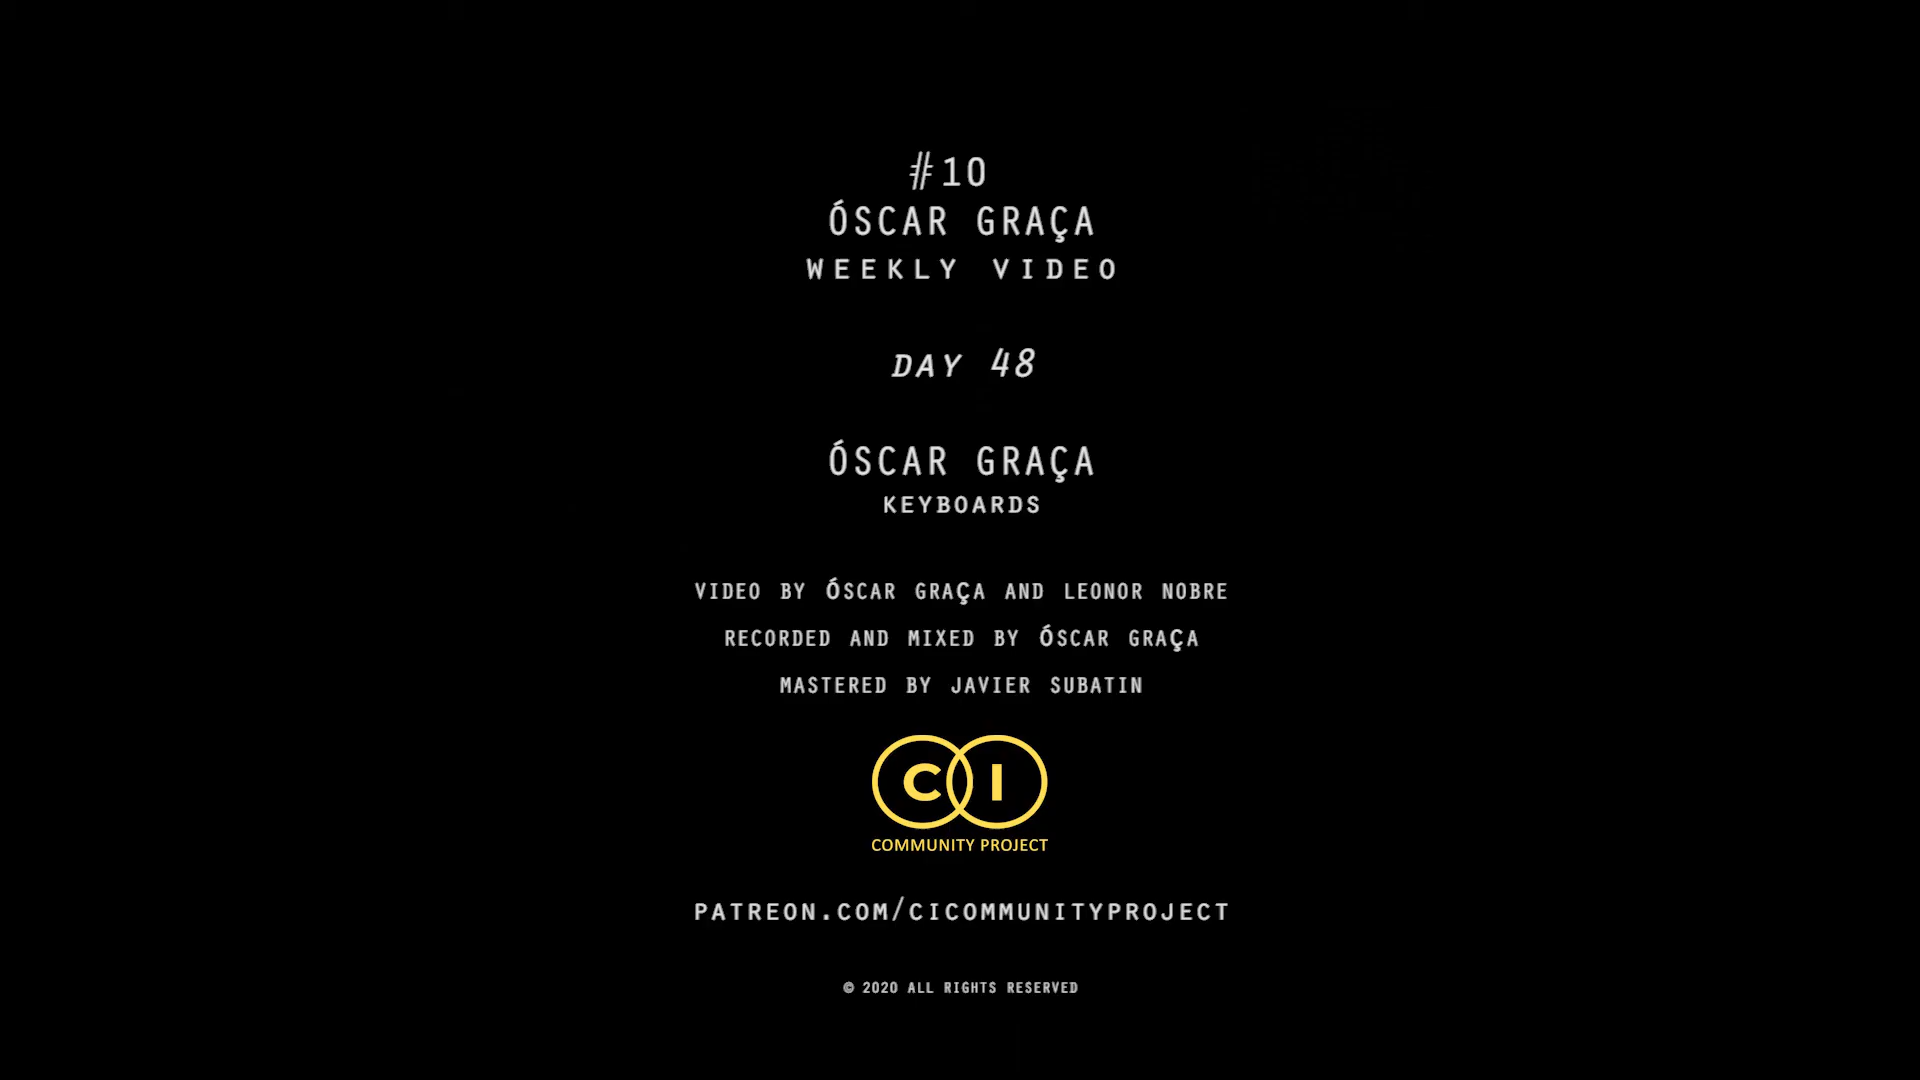 #10
ÓSCAR GRAÇA
WEEKLY VIDEO
DAY 48
ÓSCAR GRAÇA
KEYBOARDS
VIDEO BY ÓSCAR GRAÇA AND LEONOR NOBRE
RECORDED AND MIXED BY ÓSCAR GRAÇA
MASTERED BY JAVIER SUBATIN
C I
COMMUNITY PROJECT
PATREON.COM/CICOMMUNITYPROJECT
© 2020 ALL RIGHTS RESERVED